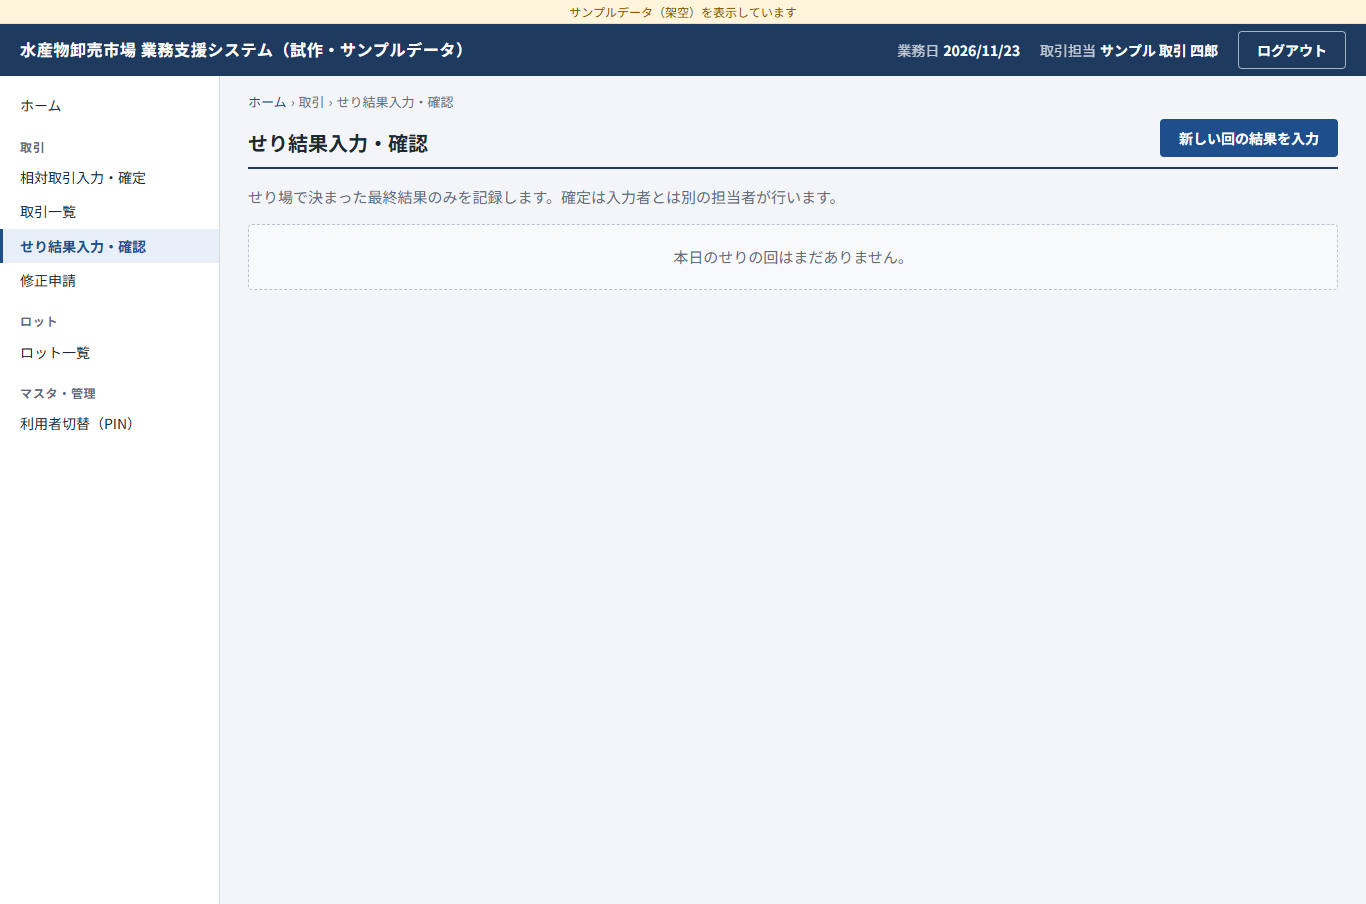 サンプルデータ（架空）を表示しています
水産物卸売市場 業務支援システム（試作・サンプルデータ）
業務日 2026/11/23 取引担当 サンプル 取引 四郎 ログアウト
ホーム
取引
相対取引入力・確定
取引一覧
せり結果入力・確認
修正申請
ロット
ロット一覧
マスタ・管理
利用者切替（PIN）
ホーム › 取引 › せり結果入力・確認
せり結果入力・確認
新しい回の結果を入力
せり場で決まった最終結果のみを記録します。確定は入力者とは別の担当者が行います。
本日のせりの回はまだありません。